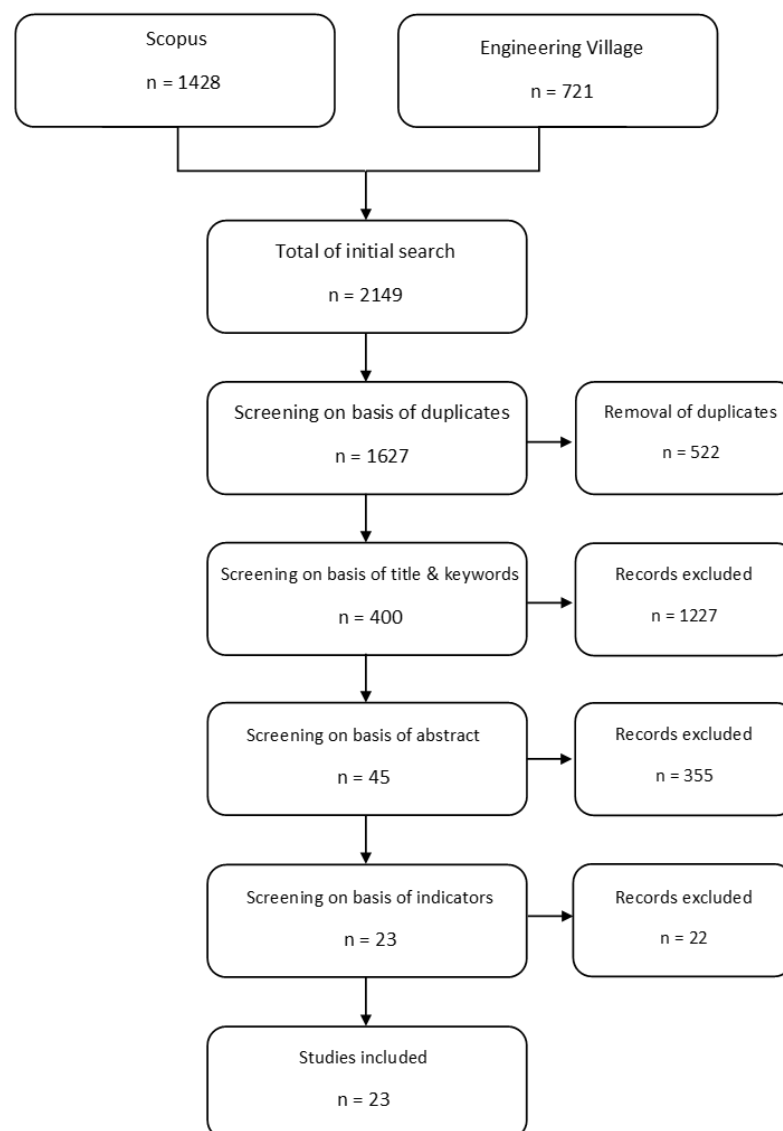 Scopus
n = 1428
Engineering Village
n = 721
Total of initial search
n = 2149
Screening on basis of duplicates
n = 1627
Removal of duplicates
n = 522
Screening on basis of title & keywords
n = 400
Records excluded
n = 1227
Screening on basis of abstract
n = 45
Records excluded
n = 355
Screening on basis of indicators
n = 23
Records excluded
n = 22
Studies included
n = 23